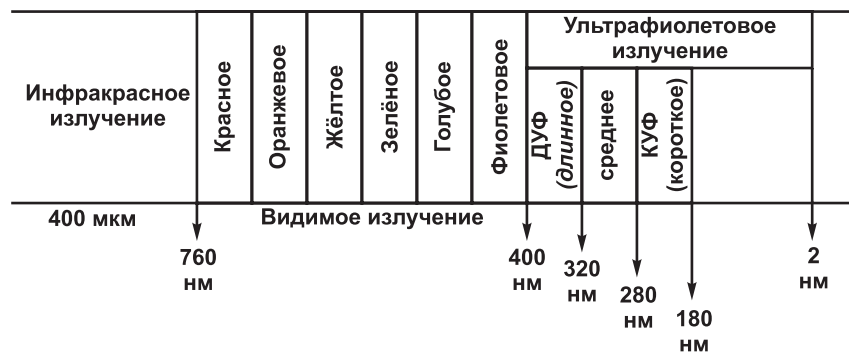 Инфракрасное
излучение
Красное
Оранжевое
Жёлтое
Зелёное
Голубое
Фиолетовое
Ультрафиолетовое
излучение
ДУФ
(длинное)
среднее
КУФ
(короткое)
400 мкм
Видимое излучение
760
нм
400
нм
320
нм
280
нм
180
нм
2
нм